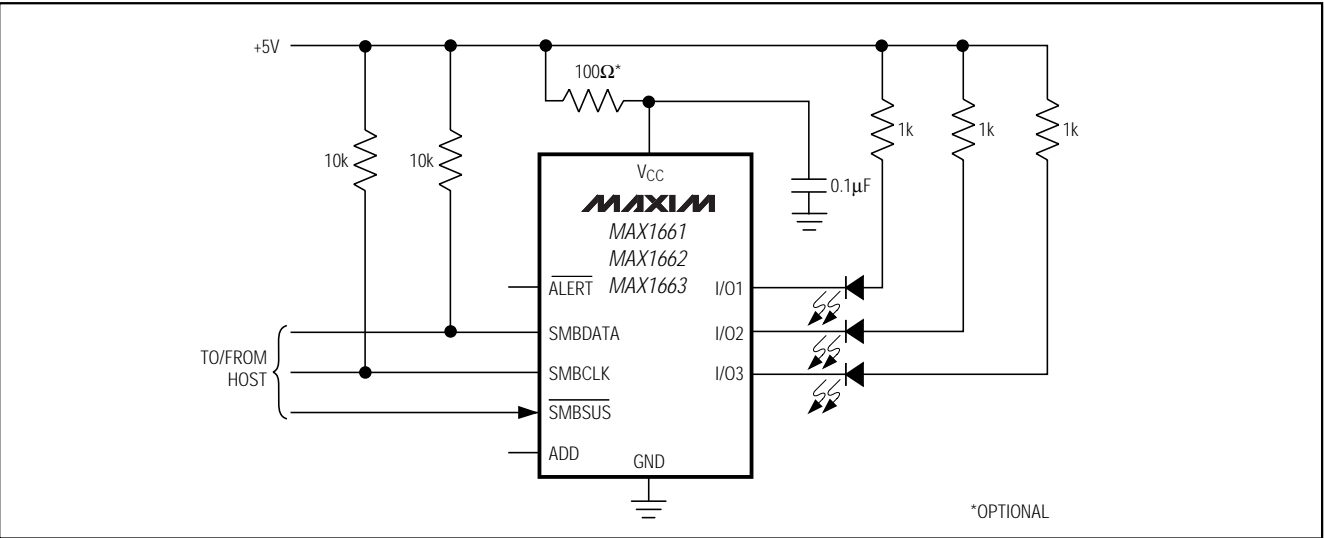 +5V
100Ω*
1k
1k
1k
10k
10k
VCC
0.1μF
MAXIM
MAX1661
MAX1662
MAX1663
ALERT
I/O1
SMBDATA
I/O2
TO/FROM
HOST
SMBCLK
I/O3
SMBSUS
ADD
GND
*OPTIONAL